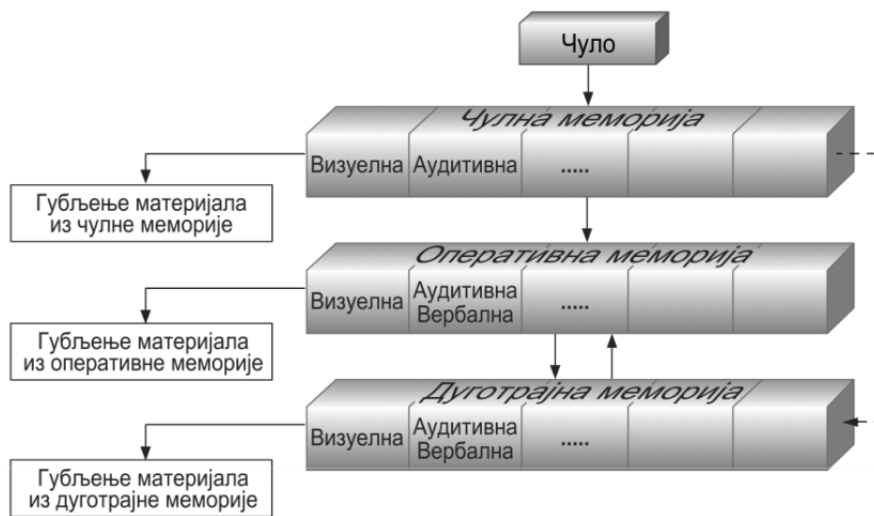 Чуло
Чулна меморија
Визуелна
Аудитивна
.....
Губљење материјала
из чулне меморије
Оперативна меморија
Визуелна
Аудитивна
Вербална
.....
Губљење материјала
из оперативне меморије
Дуготрајна меморија
Визуелна
Аудитивна
Вербална
.....
Губљење материјала
из дуготрајне меморије